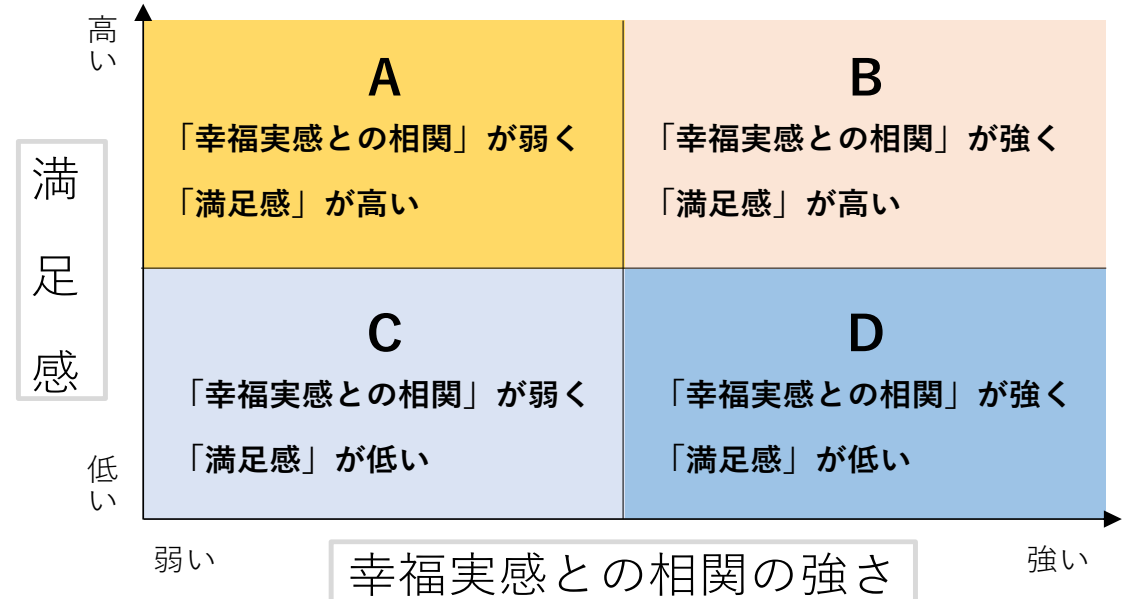 高い
満足感
低い
A
「幸福実感との相関」が弱く
「満足感」が高い
B
「幸福実感との相関」が強く
「満足感」が高い
C
「幸福実感との相関」が弱く
「満足感」が低い
D
「幸福実感との相関」が強く
「満足感」が低い
弱い
幸福実感との相関の強さ
強い